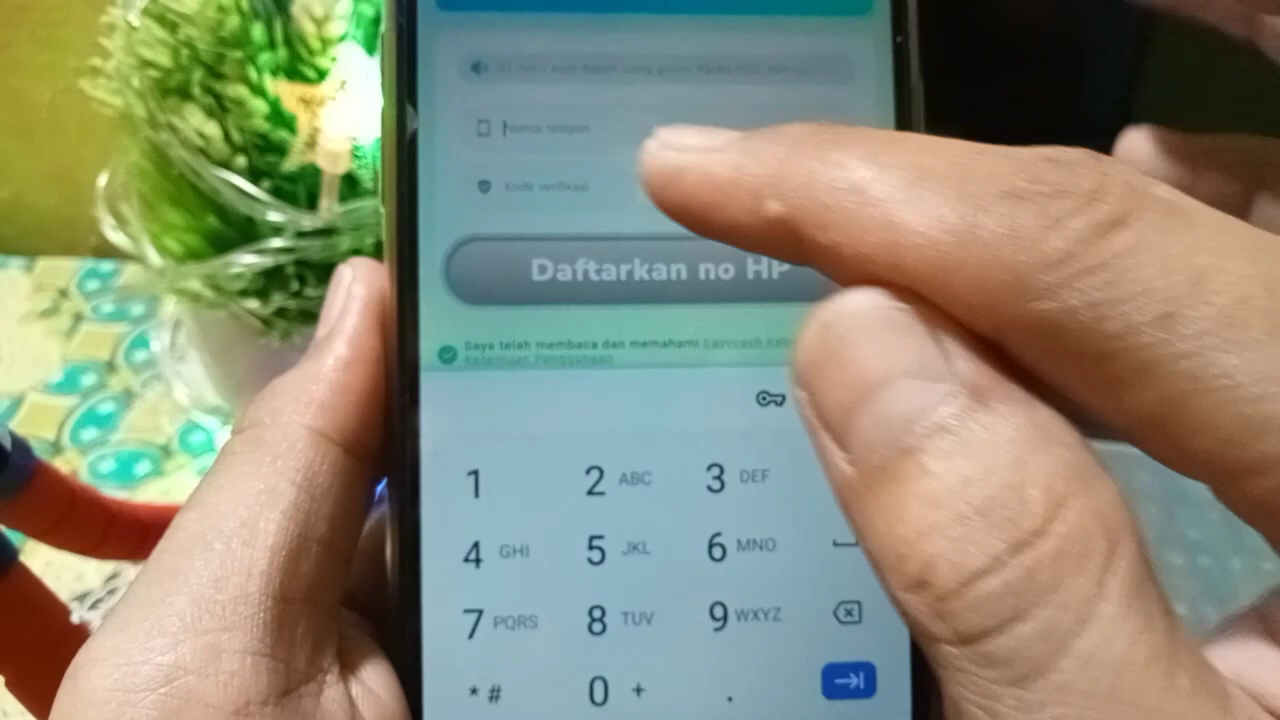 Nomor telepon
Kode verifikasi
Daftarkan no HP
Saya telah membaca dan memahami Easycash
Ketentuan Penggunaan
1 2 ABC 3 DEF
4 GHI 5 JKL 6 MNO
7 PQRS 8 TUV 9 WXYZ
* # 0 + .